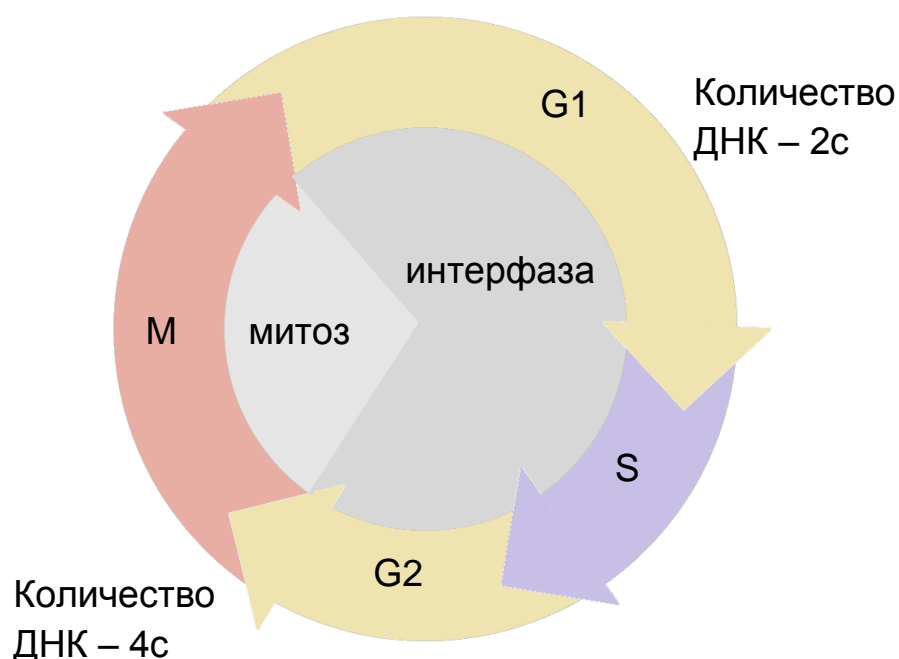 G1
Количество
ДНК – 2с
интерфаза
М
митоз
S
G2
Количество
ДНК – 4с